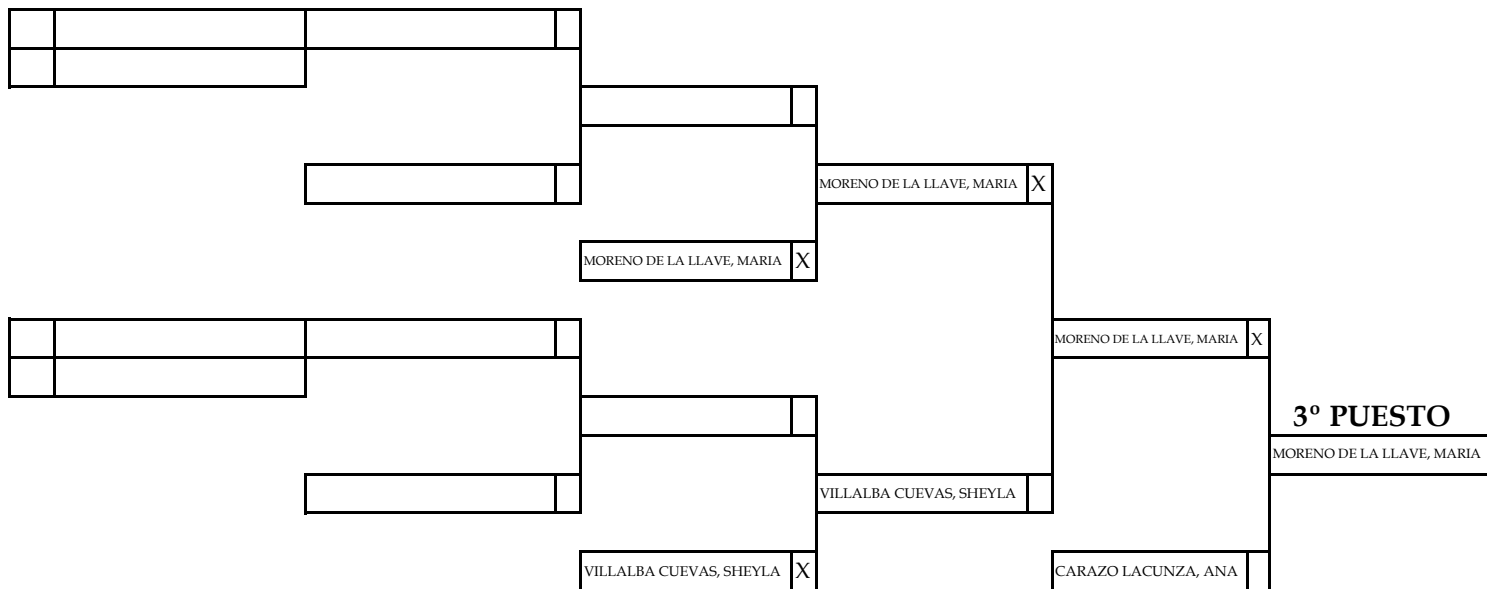 MORENO DE LA LLAVE, MARIA X
MORENO DE LA LLAVE, MARIA X
MORENO DE LA LLAVE, MARIA X
3º PUESTO
MORENO DE LA LLAVE, MARIA
VILLALBA CUEVAS, SHEYLA
VILLALBA CUEVAS, SHEYLA X
CARAZO LACUNZA, ANA